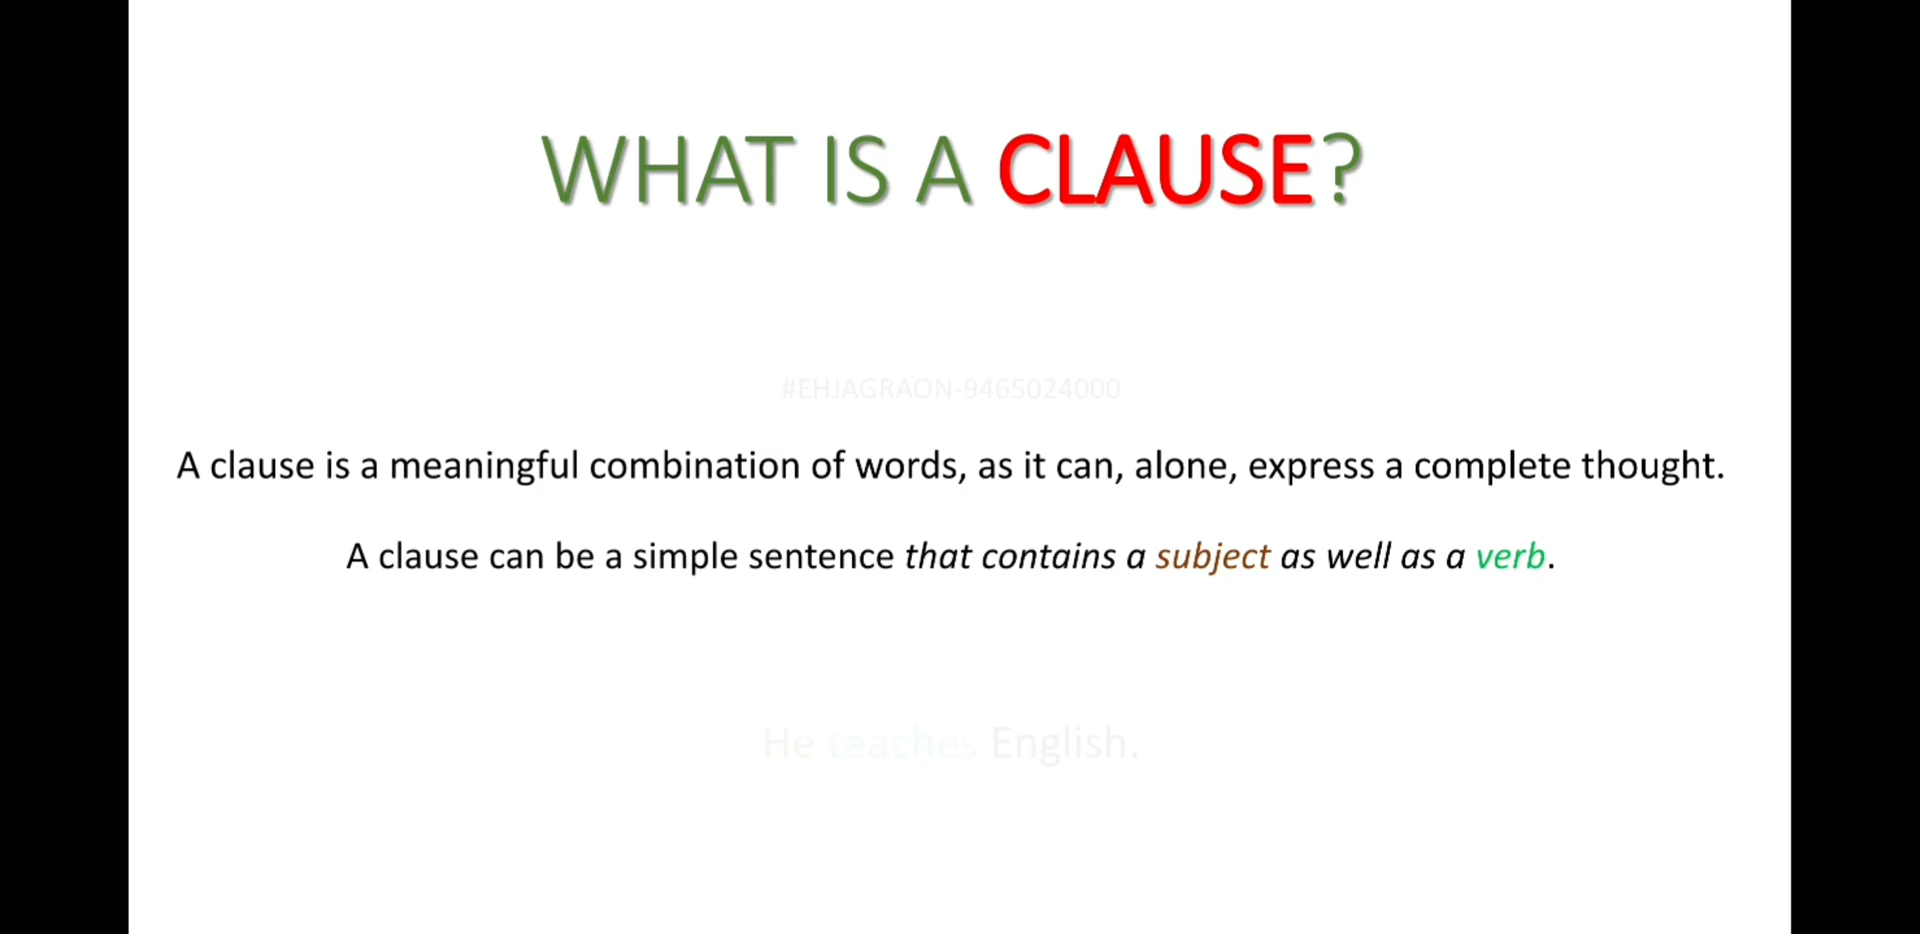 WHAT IS A CLAUSE?
#EHJAGRAON-9465024000
A clause is a meaningful combination of words, as it can, alone, express a complete thought.
A clause can be a simple sentence that contains a subject as well as a verb.
He teaches English.